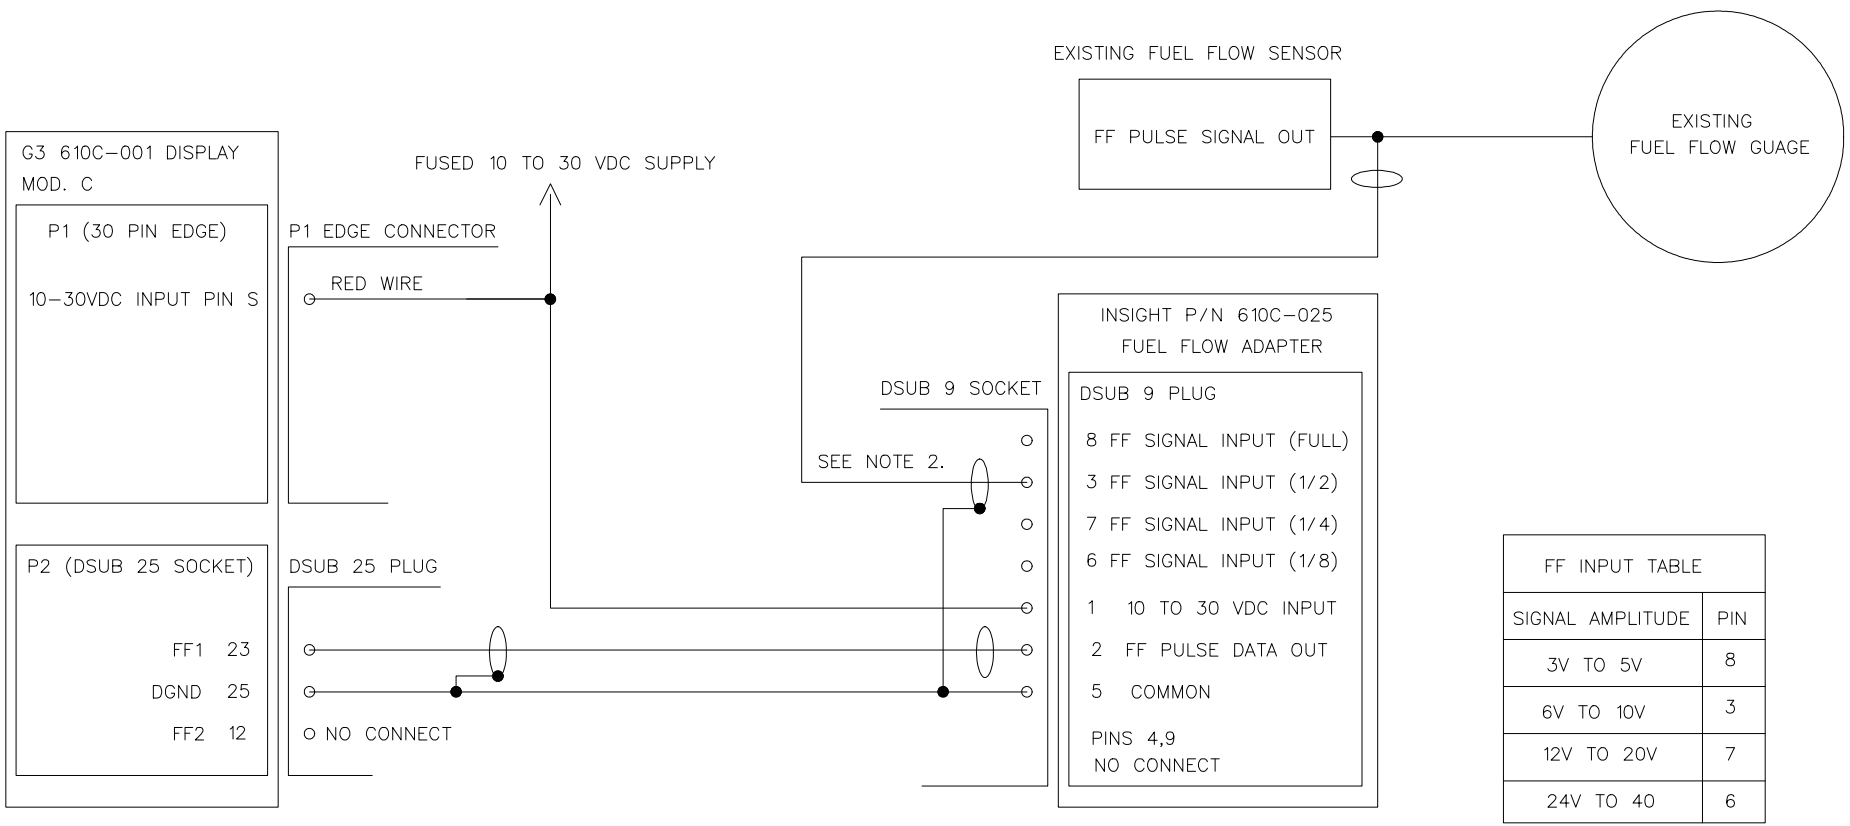 EXISTING FUEL FLOW SENSOR
FF PULSE SIGNAL OUT
EXISTING
FUEL FLOW GUAGE
G3 610C-001 DISPLAY
MOD. C
P1 (30 PIN EDGE)
10-30VDC INPUT PIN S
P1 EDGE CONNECTOR
RED WIRE
FUSED 10 TO 30 VDC SUPPLY
P2 (DSUB 25 SOCKET)
FF1 23
DGND 25
FF2 12
DSUB 25 PLUG
NO CONNECT
INSIGHT P/N 610C-025
FUEL FLOW ADAPTER
DSUB 9 SOCKET
SEE NOTE 2.
DSUB 9 PLUG
8 FF SIGNAL INPUT (FULL)
3 FF SIGNAL INPUT (1/2)
7 FF SIGNAL INPUT (1/4)
6 FF SIGNAL INPUT (1/8)
1 10 TO 30 VDC INPUT
2 FF PULSE DATA OUT
5 COMMON
PINS 4,9
NO CONNECT
FF INPUT TABLE
SIGNAL AMPLITUDE PIN
3V TO 5V 8
6V TO 10V 3
12V TO 20V 7
24V TO 40 6